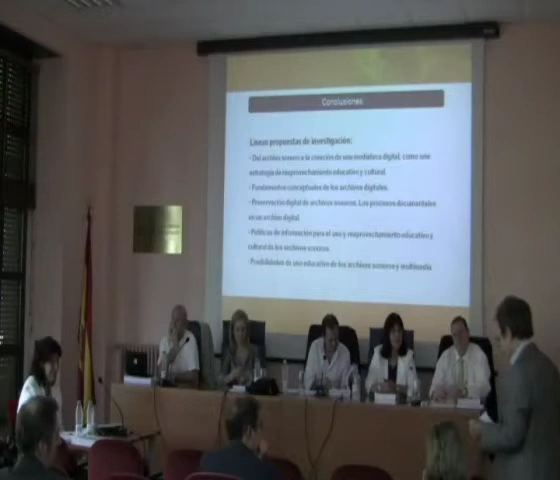 Conclusiones
Líneas propuestas de investigación:
- Del archivo sonoro a la creación de una mediateca digital, como una
estrategia de reaprovechamiento educativo y cultural.
- Fundamentos conceptuales de los archivos digitales.
- Preservación digital de archivos sonoros. Los procesos documentales
en un archivo digital.
- Políticas de información para el uso y reaprovechamiento educativo y
cultural de los archivos sonoros.
- Posibilidades de uso educativo de los archivos sonoros y multimedia